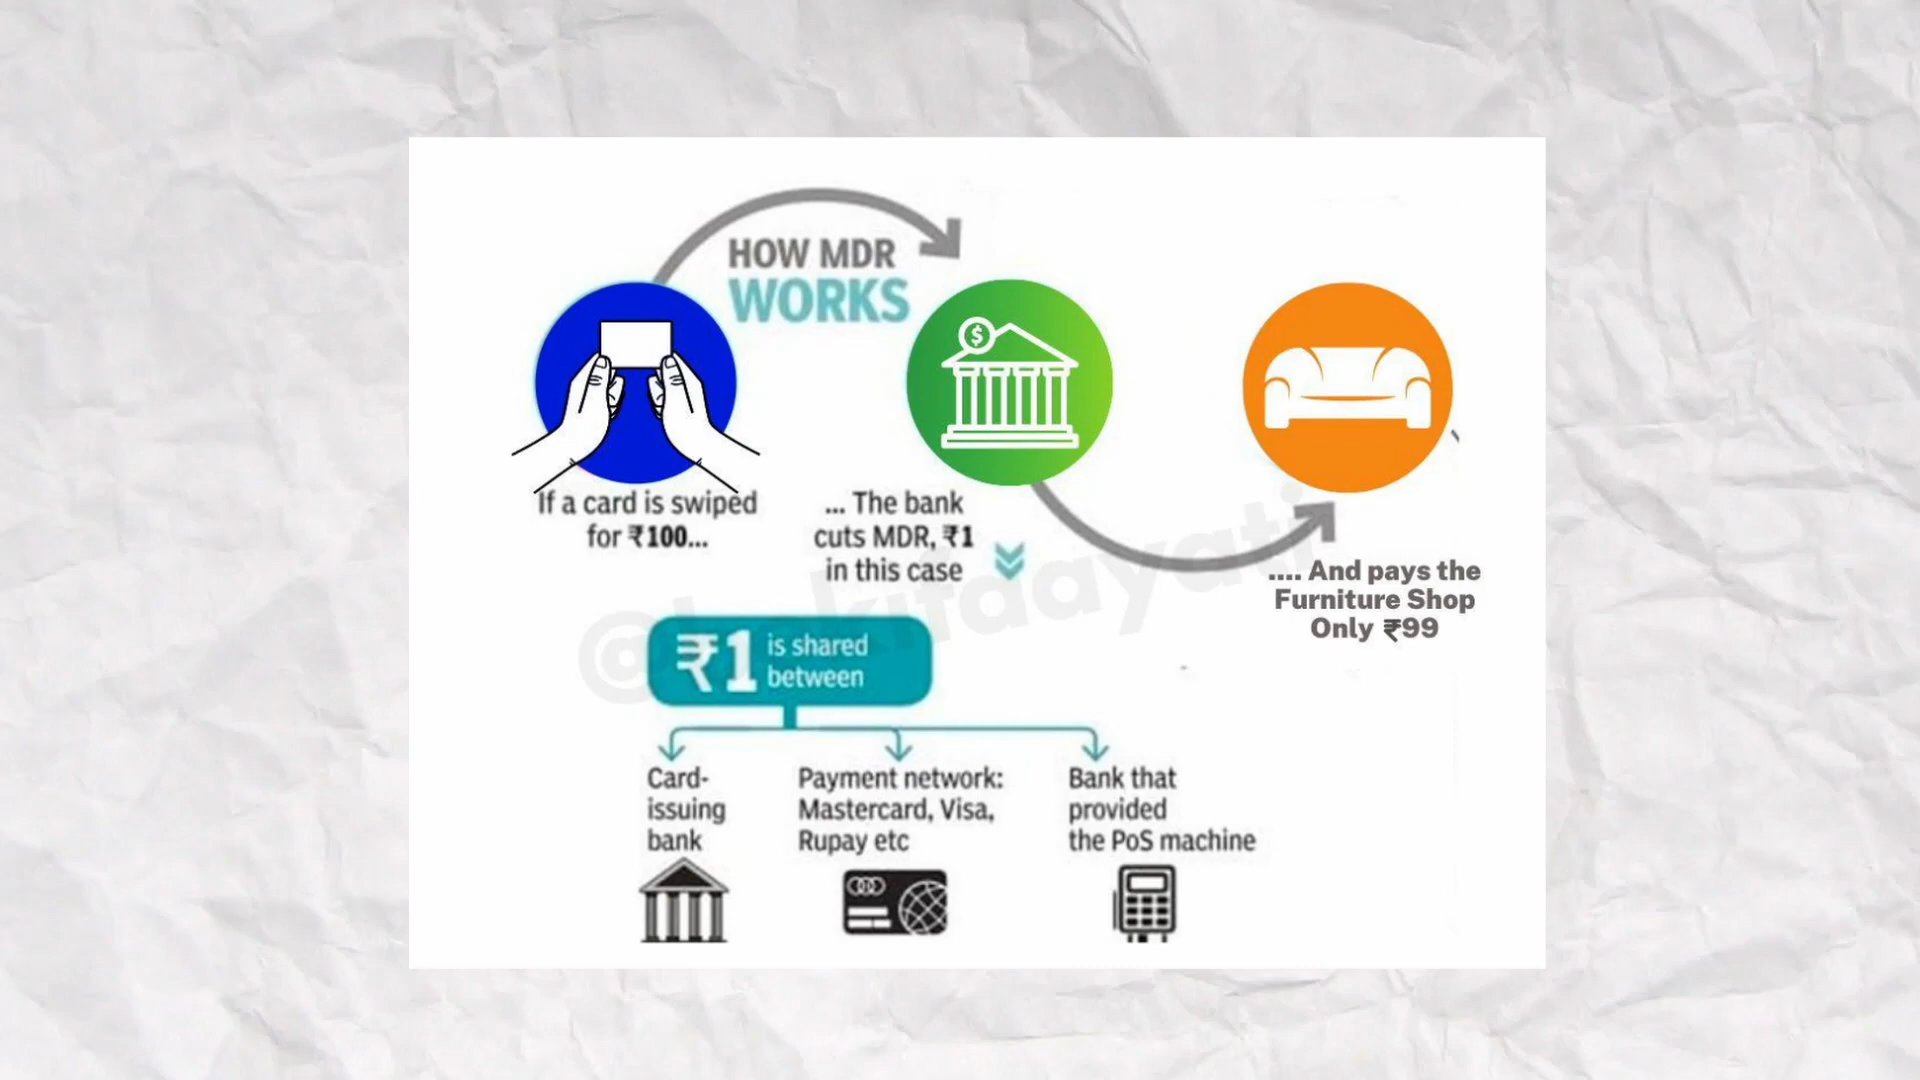 HOW MDR
WORKS
If a card is swiped
for ₹100...
... The bank
cuts MDR, ₹1
in this case
.... And pays the
Furniture Shop
Only ₹99
₹1 is shared
between
Card-
issuing
bank
Payment network:
Mastercard, Visa,
Rupay etc
Bank that
provided
the PoS machine
$